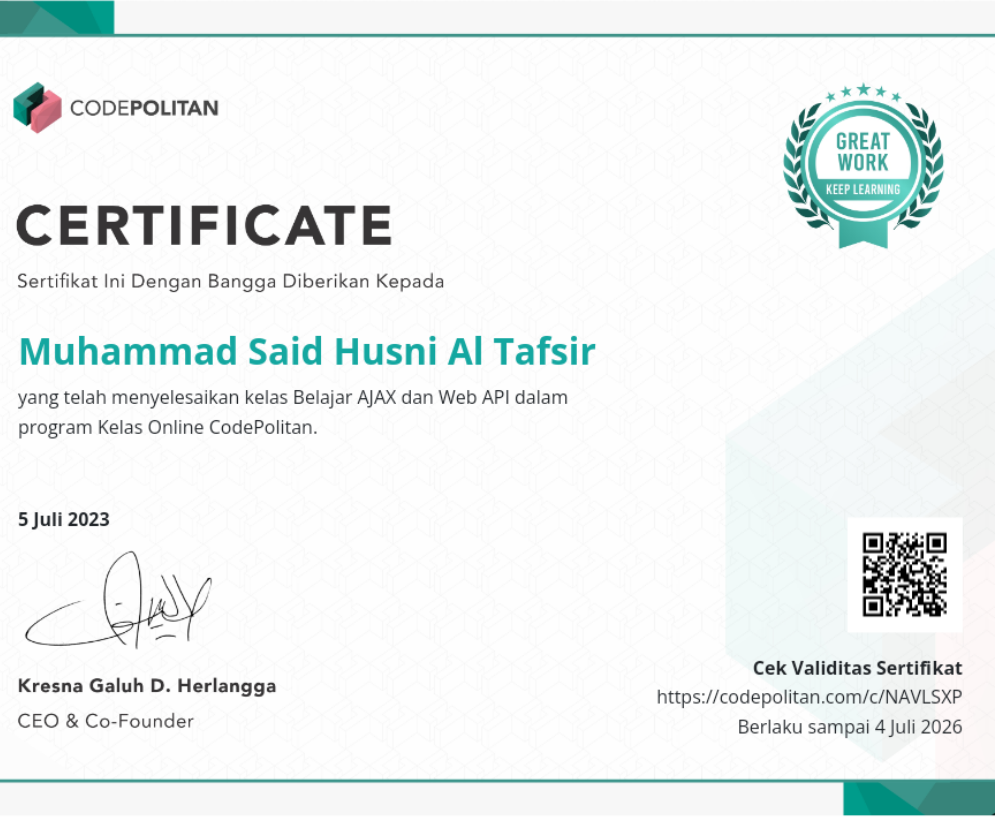 CODEPOLITAN
GREAT
WORK
KEEP LEARNING
CERTIFICATE
Sertifikat Ini Dengan Bangga Diberikan Kepada
Muhammad Said Husni Al Tafsir
yang telah menyelesaikan kelas Belajar AJAX dan Web API dalam
program Kelas Online CodePolitan.
5 Juli 2023
Kresna Galuh D. Herlangga
CEO & Co-Founder
Cek Validitas Sertifikat
https://codepolitan.com/c/NAVLSXP
Berlaku sampai 4 Juli 2026